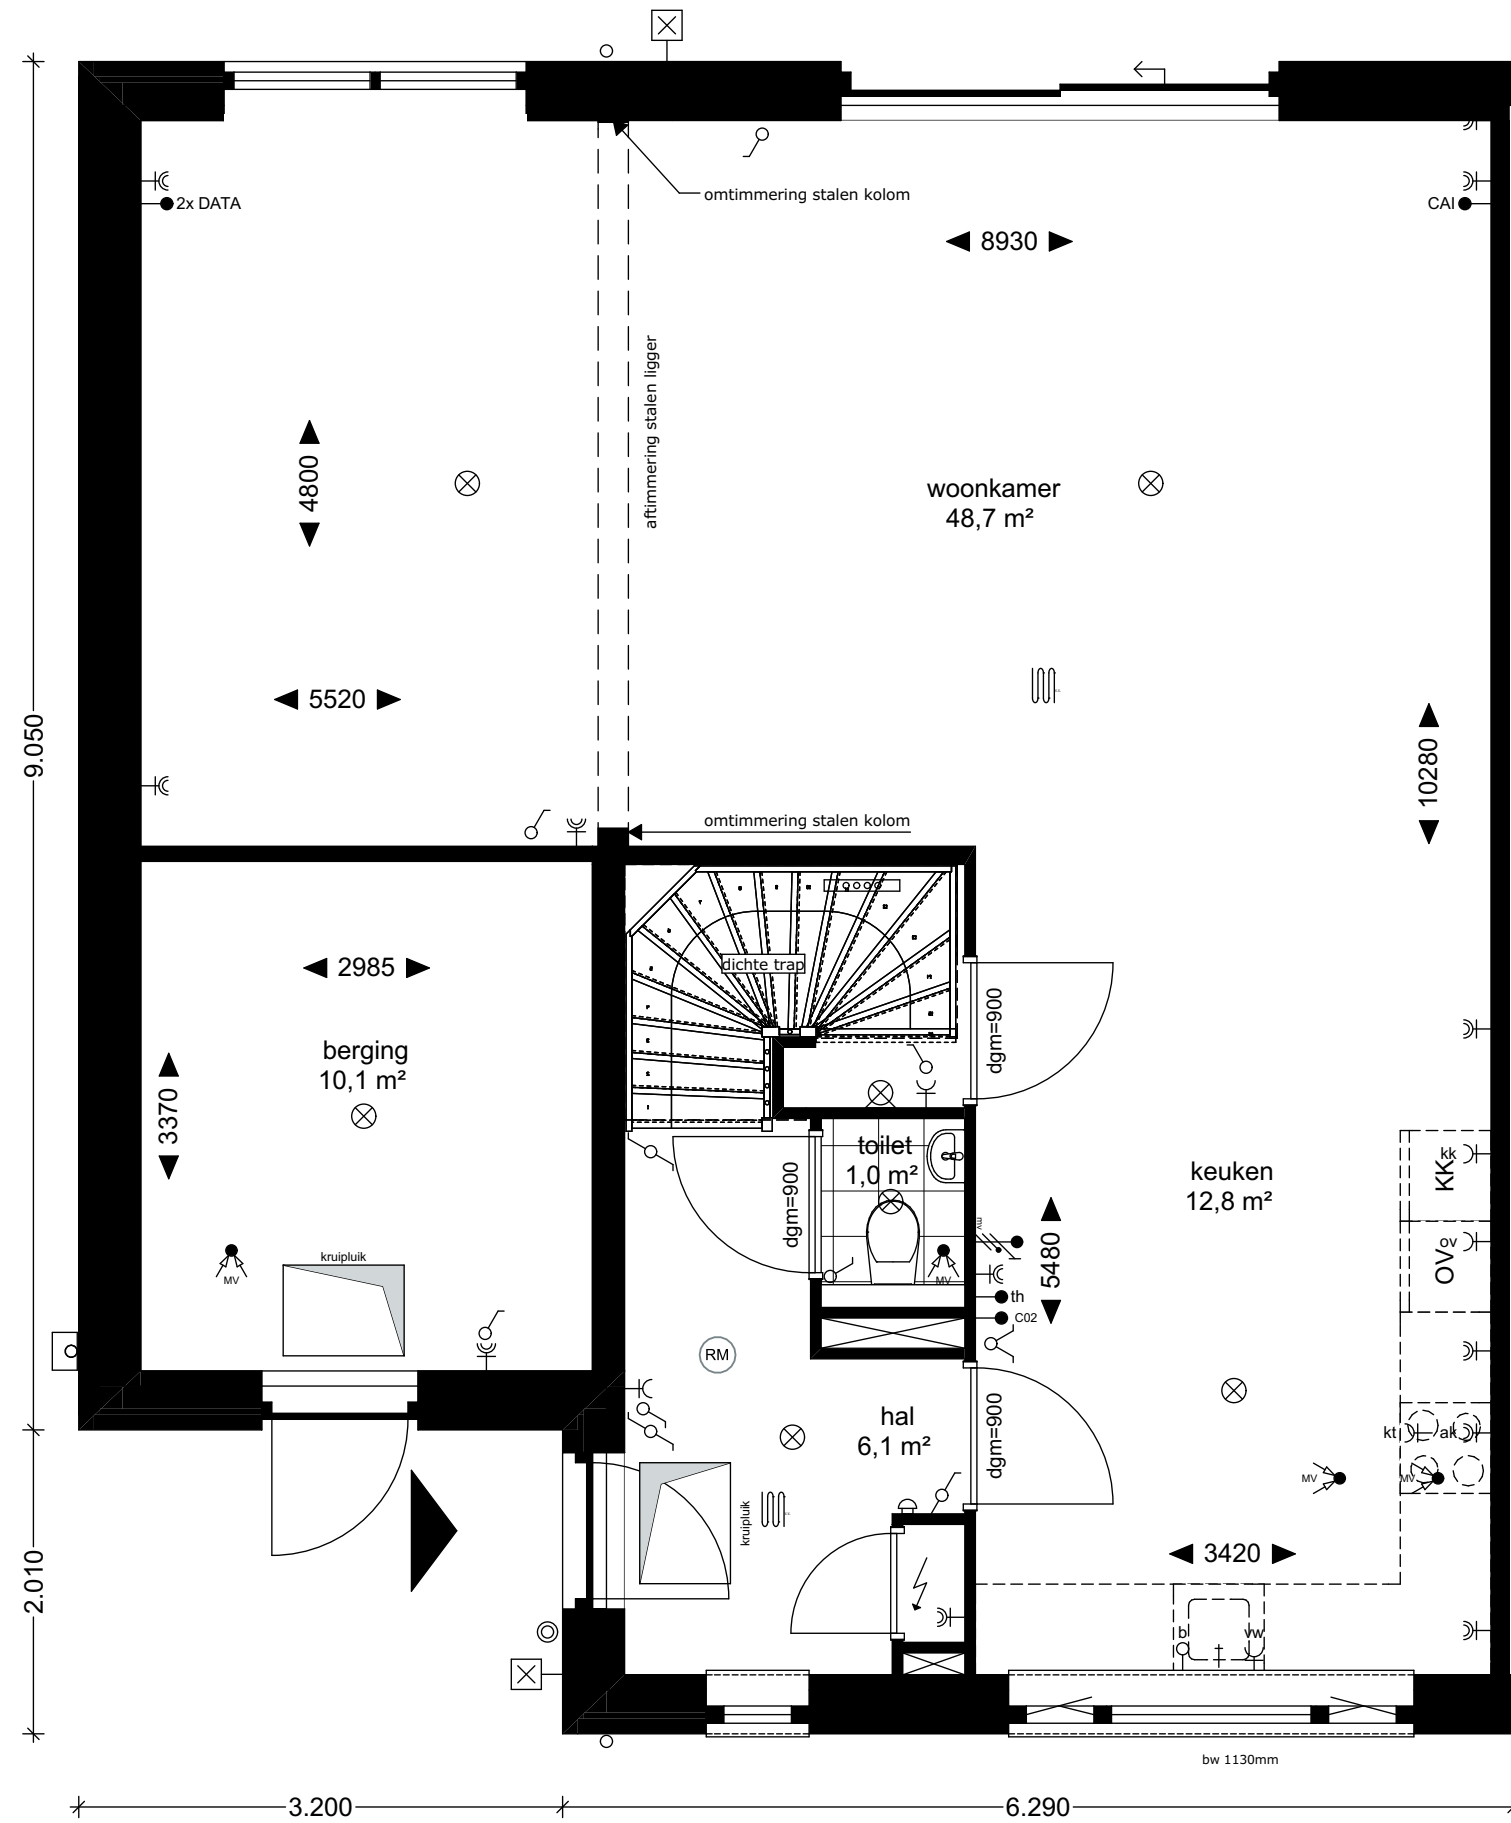 2x DATA
omtimmering stalen kolom
CAI
8930
aftimmering stalen ligger
4800
woonkamer
48,7 m²
5520
9.050
10280
omtimmering stalen kolom
dichte trap
2985
berging
10,1 m²
3370
dgm=900
toilet
1,0 m²
dgm=900
keuken
12,8 m²
KK
kk
OV
ov
mv
5480
th
C02
MV
kruipluik
MV
RM
hal
6,1 m²
dgm=900
kt
ak
MV
MV
kruipluik
3420
2.010
b
vw
bw 1130mm
3.200
6.290